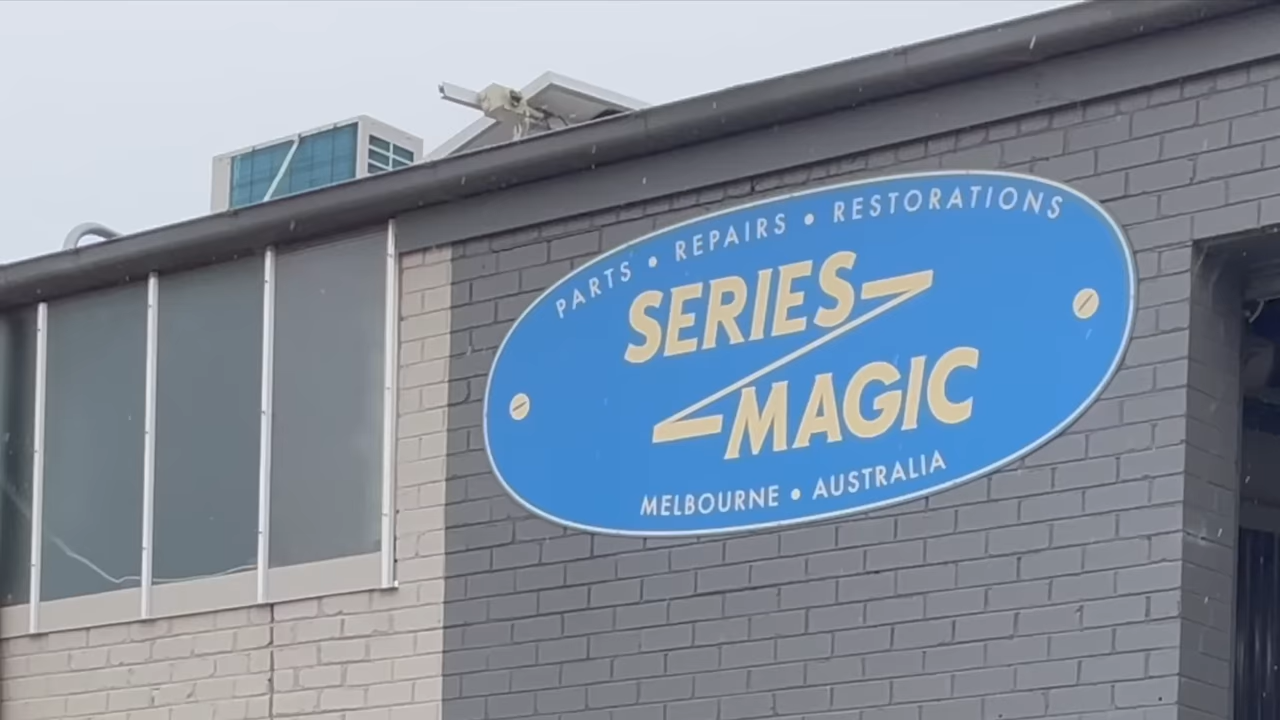 PARTS • REPAIRS • RESTORATIONS
SERIES
MAGIC
MELBOURNE • AUSTRALIA